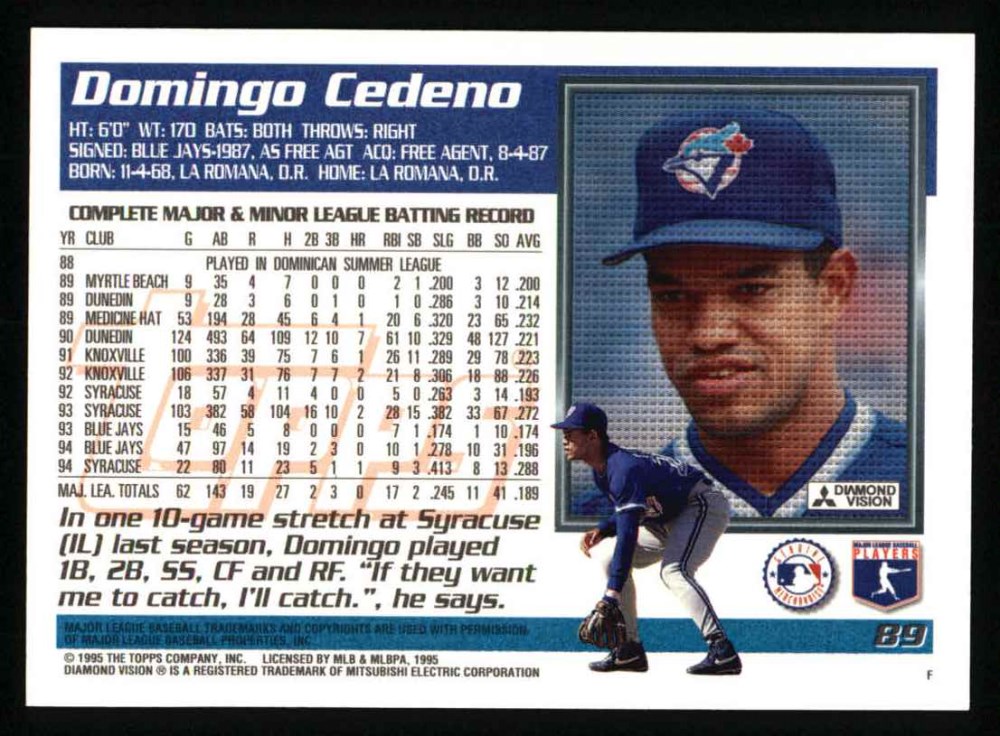 Domingo Cedeno
HT: 6'0" WT: 170 BATS: BOTH THROWS: RIGHT
SIGNED: BLUE JAYS-1987, AS FREE AGT ACQ: FREE AGENT, 8-4-87
BORN: 11-4-68, LA ROMANA, D.R. HOME: LA ROMANA, D.R.
COMPLETE MAJOR & MINOR LEAGUE BATTING RECORD
YR CLUB G AB R H 2B 3B HR RBI SB SLG BB SO AVG
88 PLAYED IN DOMINICAN SUMMER LEAGUE
89 MYRTLE BEACH 9 35 4 7 0 0 0 2 1 .200 3 12 .200
89 DUNEDIN 9 28 3 6 0 1 0 1 0 .286 3 10 .214
89 MEDICINE HAT 53 194 28 45 6 4 1 20 6 .320 23 65 .232
90 DUNEDIN 124 493 64 109 12 10 7 61 10 .329 48 127 .221
91 KNOXVILLE 100 336 39 75 7 6 1 26 11 .289 29 78 .223
92 KNOXVILLE 106 337 31 76 7 7 2 21 8 .306 18 88 .226
92 SYRACUSE 18 57 4 11 4 0 0 5 0 .263 3 14 .193
93 SYRACUSE 103 382 58 104 16 10 2 28 15 .382 33 67 .272
93 BLUE JAYS 15 46 5 8 0 0 0 7 1 .174 1 10 .174
94 BLUE JAYS 47 97 14 19 2 3 0 10 1 .278 10 31 .196
94 SYRACUSE 22 80 11 23 5 1 1 9 3 .413 8 13 .288
MAJ. LEA. TOTALS 62 143 19 27 2 3 0 17 2 .245 11 41 .189
Topps
In one 10-game stretch at Syracuse
(IL) last season, Domingo played
1B, 2B, SS, CF and RF. "If they want
me to catch, I'll catch.", he says.
DIAMOND
VISION
GENUINE
MERCHANDISE
MAJOR LEAGUE BASEBALL
PLAYERS
MAJOR LEAGUE BASEBALL TRADEMARKS AND COPYRIGHTS ARE USED WITH PERMISSION
OF MAJOR LEAGUE BASEBALL PROPERTIES, INC.
89
© 1995 THE TOPPS COMPANY, INC. LICENSED BY MLB & MLBPA, 1995
DIAMOND VISION ® IS A REGISTERED TRADEMARK OF MITSUBISHI ELECTRIC CORPORATION
F